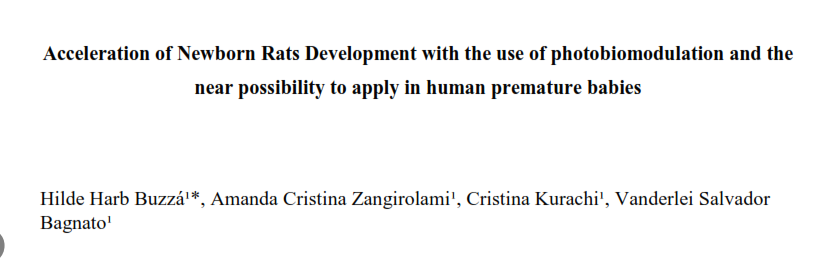 Acceleration of Newborn Rats Development with the use of photobiomodulation and the
near possibility to apply in human premature babies
Hilde Harb Buzzá¹*, Amanda Cristina Zangirolami¹, Cristina Kurachi¹, Vanderlei Salvador
Bagnato¹